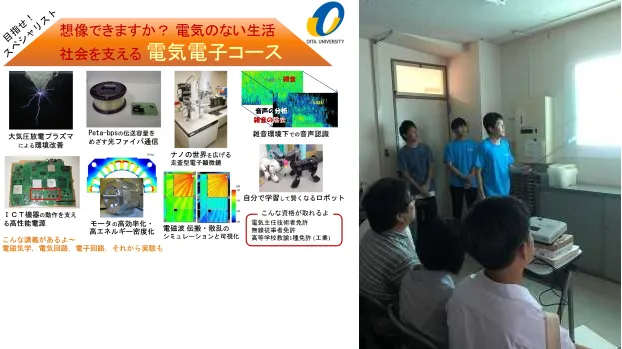 目指せ！
スペシャリスト
想像できますか？ 電気のない生活
社会を支える 電気電子コース
OITA UNIVERSITY
雑音
音声の分析
雑音の除去
大気圧放電プラズマ
による環境改善
Peta-bpsの伝送容量を
めざす光ファイバ通信
ナノの世界を広げる
走査型電子顕微鏡
雑音環境下での音声認識
自分で学習して賢くなるロボット
ＩＣＴ機器の動作を支え
る高性能電源
モータの高効率化・
高エネルギー密度化
電磁波 伝搬・散乱の
シミュレーションと可視化
こんな資格が取れるよ
電気主任技術者免許
無線従事者免許
高等学校教諭1種免許(工業)
こんな講義があるよ～
電磁気学，電気回路，電子回路，それから実験も